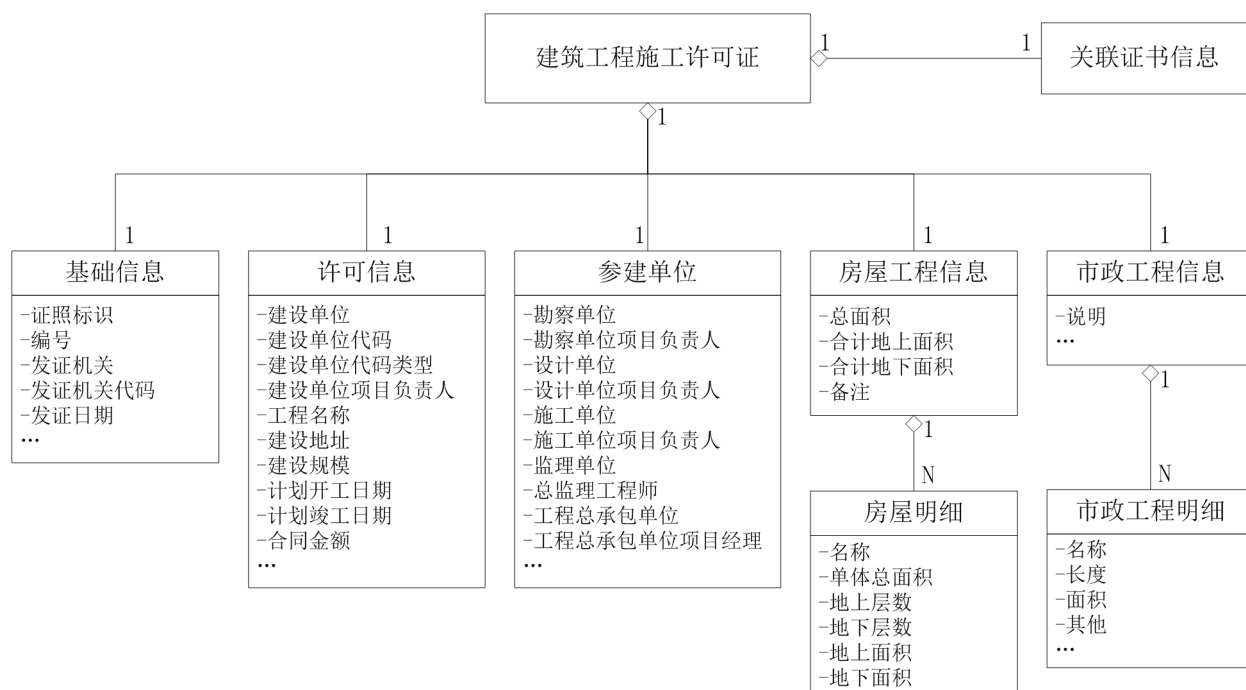 建筑工程施工许可证
1
1
关联证书信息
1
1
1
1
1
1
基础信息
-证照标识
-编号
-发证机关
-发证机关代码
-发证日期
…
许可信息
-建设单位
-建设单位代码
-建设单位代码类型
-建设单位项目负责人
-工程名称
-建设地址
-建设规模
-计划开工日期
-计划竣工日期
-合同金额
…
参建单位
-勘察单位
-勘察单位项目负责人
-设计单位
-设计单位项目负责人
-施工单位
-施工单位项目负责人
-监理单位
-总监理工程师
-工程总承包单位
-工程总承包单位项目经理
…
房屋工程信息
-总面积
-合计地上面积
-合计地下面积
-备注
1
N
房屋明细
-名称
-单体总面积
-地上层数
-地下层数
-地上面积
-地下面积
市政工程信息
-说明
…
1
N
市政工程明细
-名称
-长度
-面积
-其他
…